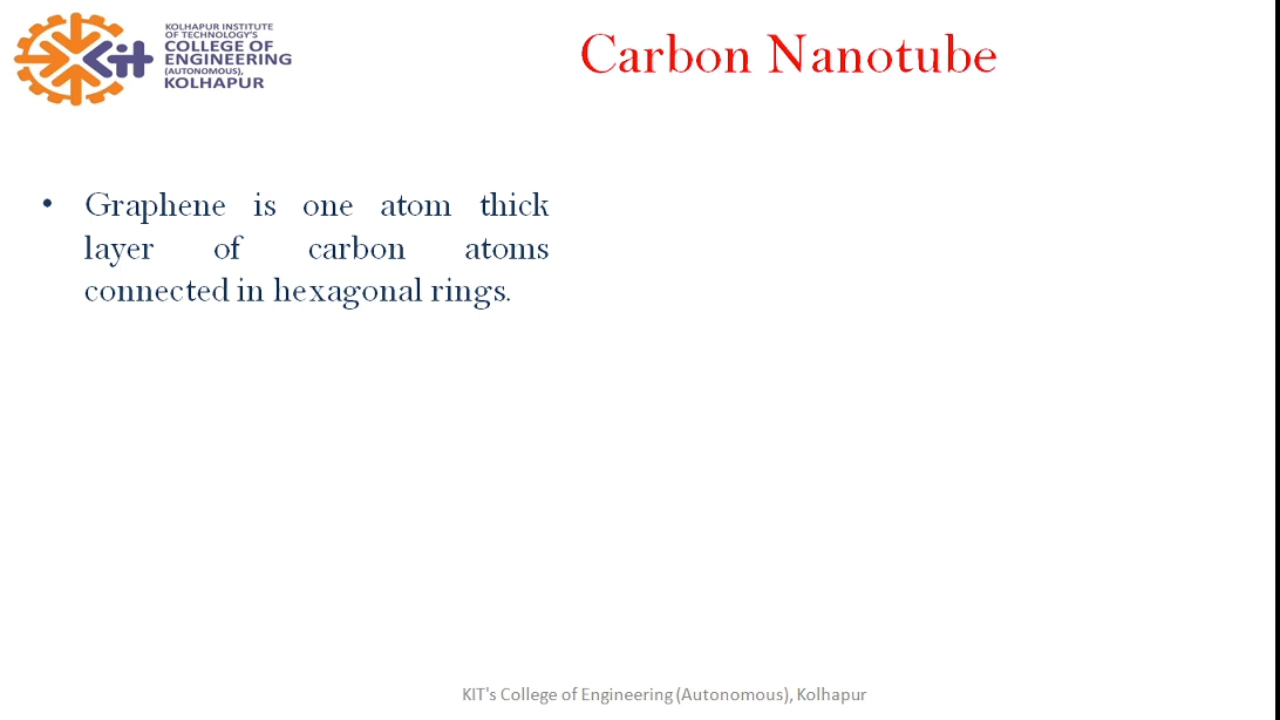 KOLHAPUR INSTITUTE
OF TECHNOLOGY'S
COLLEGE OF
ENGINEERING
(AUTONOMOUS),
KOLHAPUR
Kit
Carbon Nanotube
• Graphene is one atom thick
layer of carbon atoms
connected in hexagonal rings.
KIT's College of Engineering (Autonomous), Kolhapur